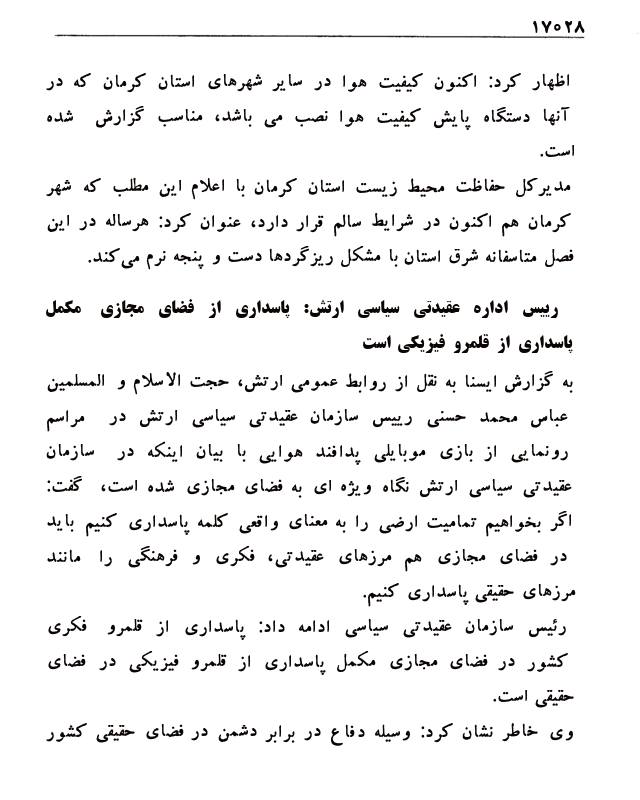 ۱۷۰۲۸
اظهار کرد: اکنون کیفیت هوا در سایر شهرهای استان کرمان که در
آنها دستگاه پایش کیفیت هوا نصب می باشد، مناسب گزارش شده
است.
مدیرکل حفاظت محیط زیست استان کرمان با اعلام این مطلب که شهر
کرمان هم اکنون در شرایط سالم قرار دارد، عنوان کرد: هرساله در این
فصل متاسفانه شرق استان با مشکل ریزگردها دست و پنجه نرم می‌کند.
رییس اداره عقیدتی سیاسی ارتش: پاسداری از فضای مجازی مکمل
پاسداری از قلمرو فیزیکی است
به گزارش ایسنا به نقل از روابط عمومی ارتش، حجت الاسلام و المسلمین
عباس محمد حسنی رییس سازمان عقیدتی سیاسی ارتش در مراسم
رونمایی از بازی موبایلی پدافند هوایی با بیان اینکه در سازمان
عقیدتی سیاسی ارتش نگاه ویژه ای به فضای مجازی شده است، گفت:
اگر بخواهیم تمامیت ارضی را به معنای واقعی کلمه پاسداری کنیم باید
در فضای مجازی هم مرزهای عقیدتی، فکری و فرهنگی را مانند
مرزهای حقیقی پاسداری کنیم.
رئیس سازمان عقیدتی سیاسی ادامه داد: پاسداری از قلمرو فکری
کشور در فضای مجازی مکمل پاسداری از قلمرو فیزیکی در فضای
حقیقی است.
وی خاطر نشان کرد: وسیله دفاع در برابر دشمن در فضای حقیقی کشور